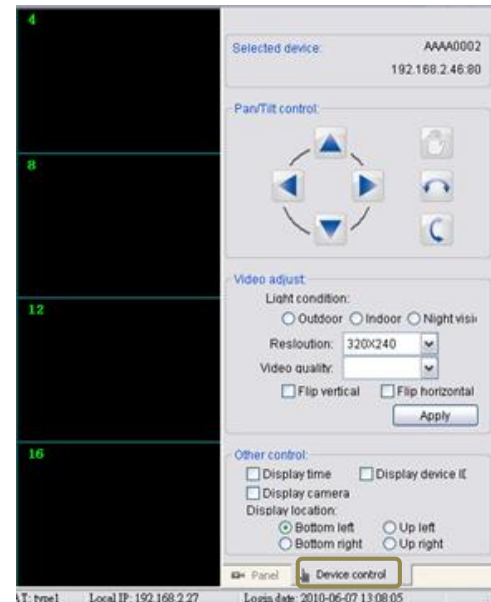 4
Selected device: AAAA0002
192.168.2.46:80
Pan/Tilt control:
8
Video adjust:
Light condition:
12
Outdoor Indoor Night visi
Resloution: 320X240
Video quality:
Flip vertical Flip horizontal
Apply
16
Other control:
Display time Display device I
Display camera
Display location:
Bottom left Up left
Bottom right Up right
Panel Device control
AT: type1 Local IP: 192.168.2.27 Login date: 2010-06-07 13:08:05